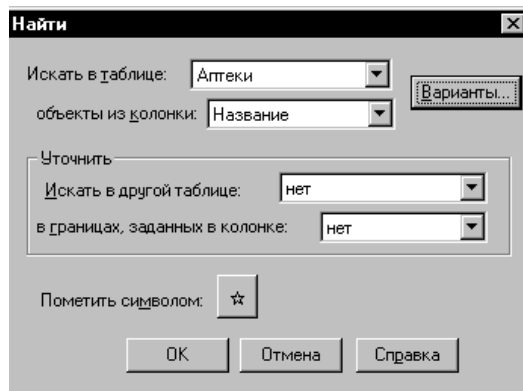 Найти
Искать в таблице: Аптеки
Варианты...
объекты из колонки: Название
Уточнить
Искать в другой таблице: нет
в границах, заданных в колонке: нет
Пометить символом: ☆
OK Отмена Справка